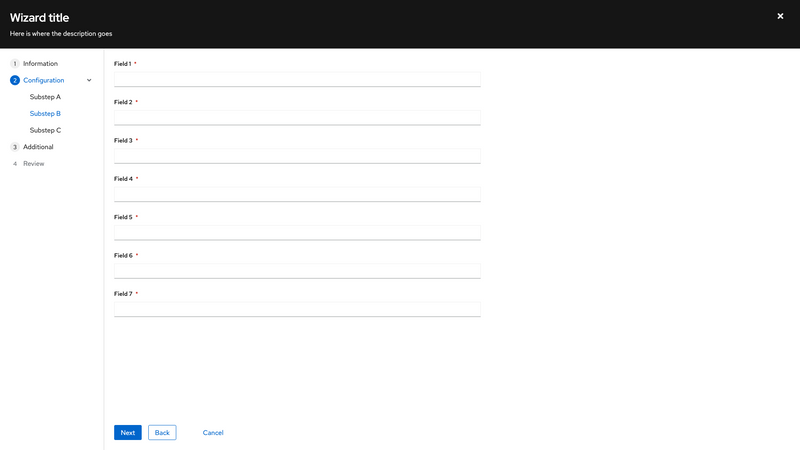 Wizard title
Here is where the description goes
1 Information
2 Configuration
Substep A
Substep B
Substep C
3 Additional
4 Review
Field 1 *
Field 2 *
Field 3 *
Field 4 *
Field 5 *
Field 6 *
Field 7 *
Next Back Cancel